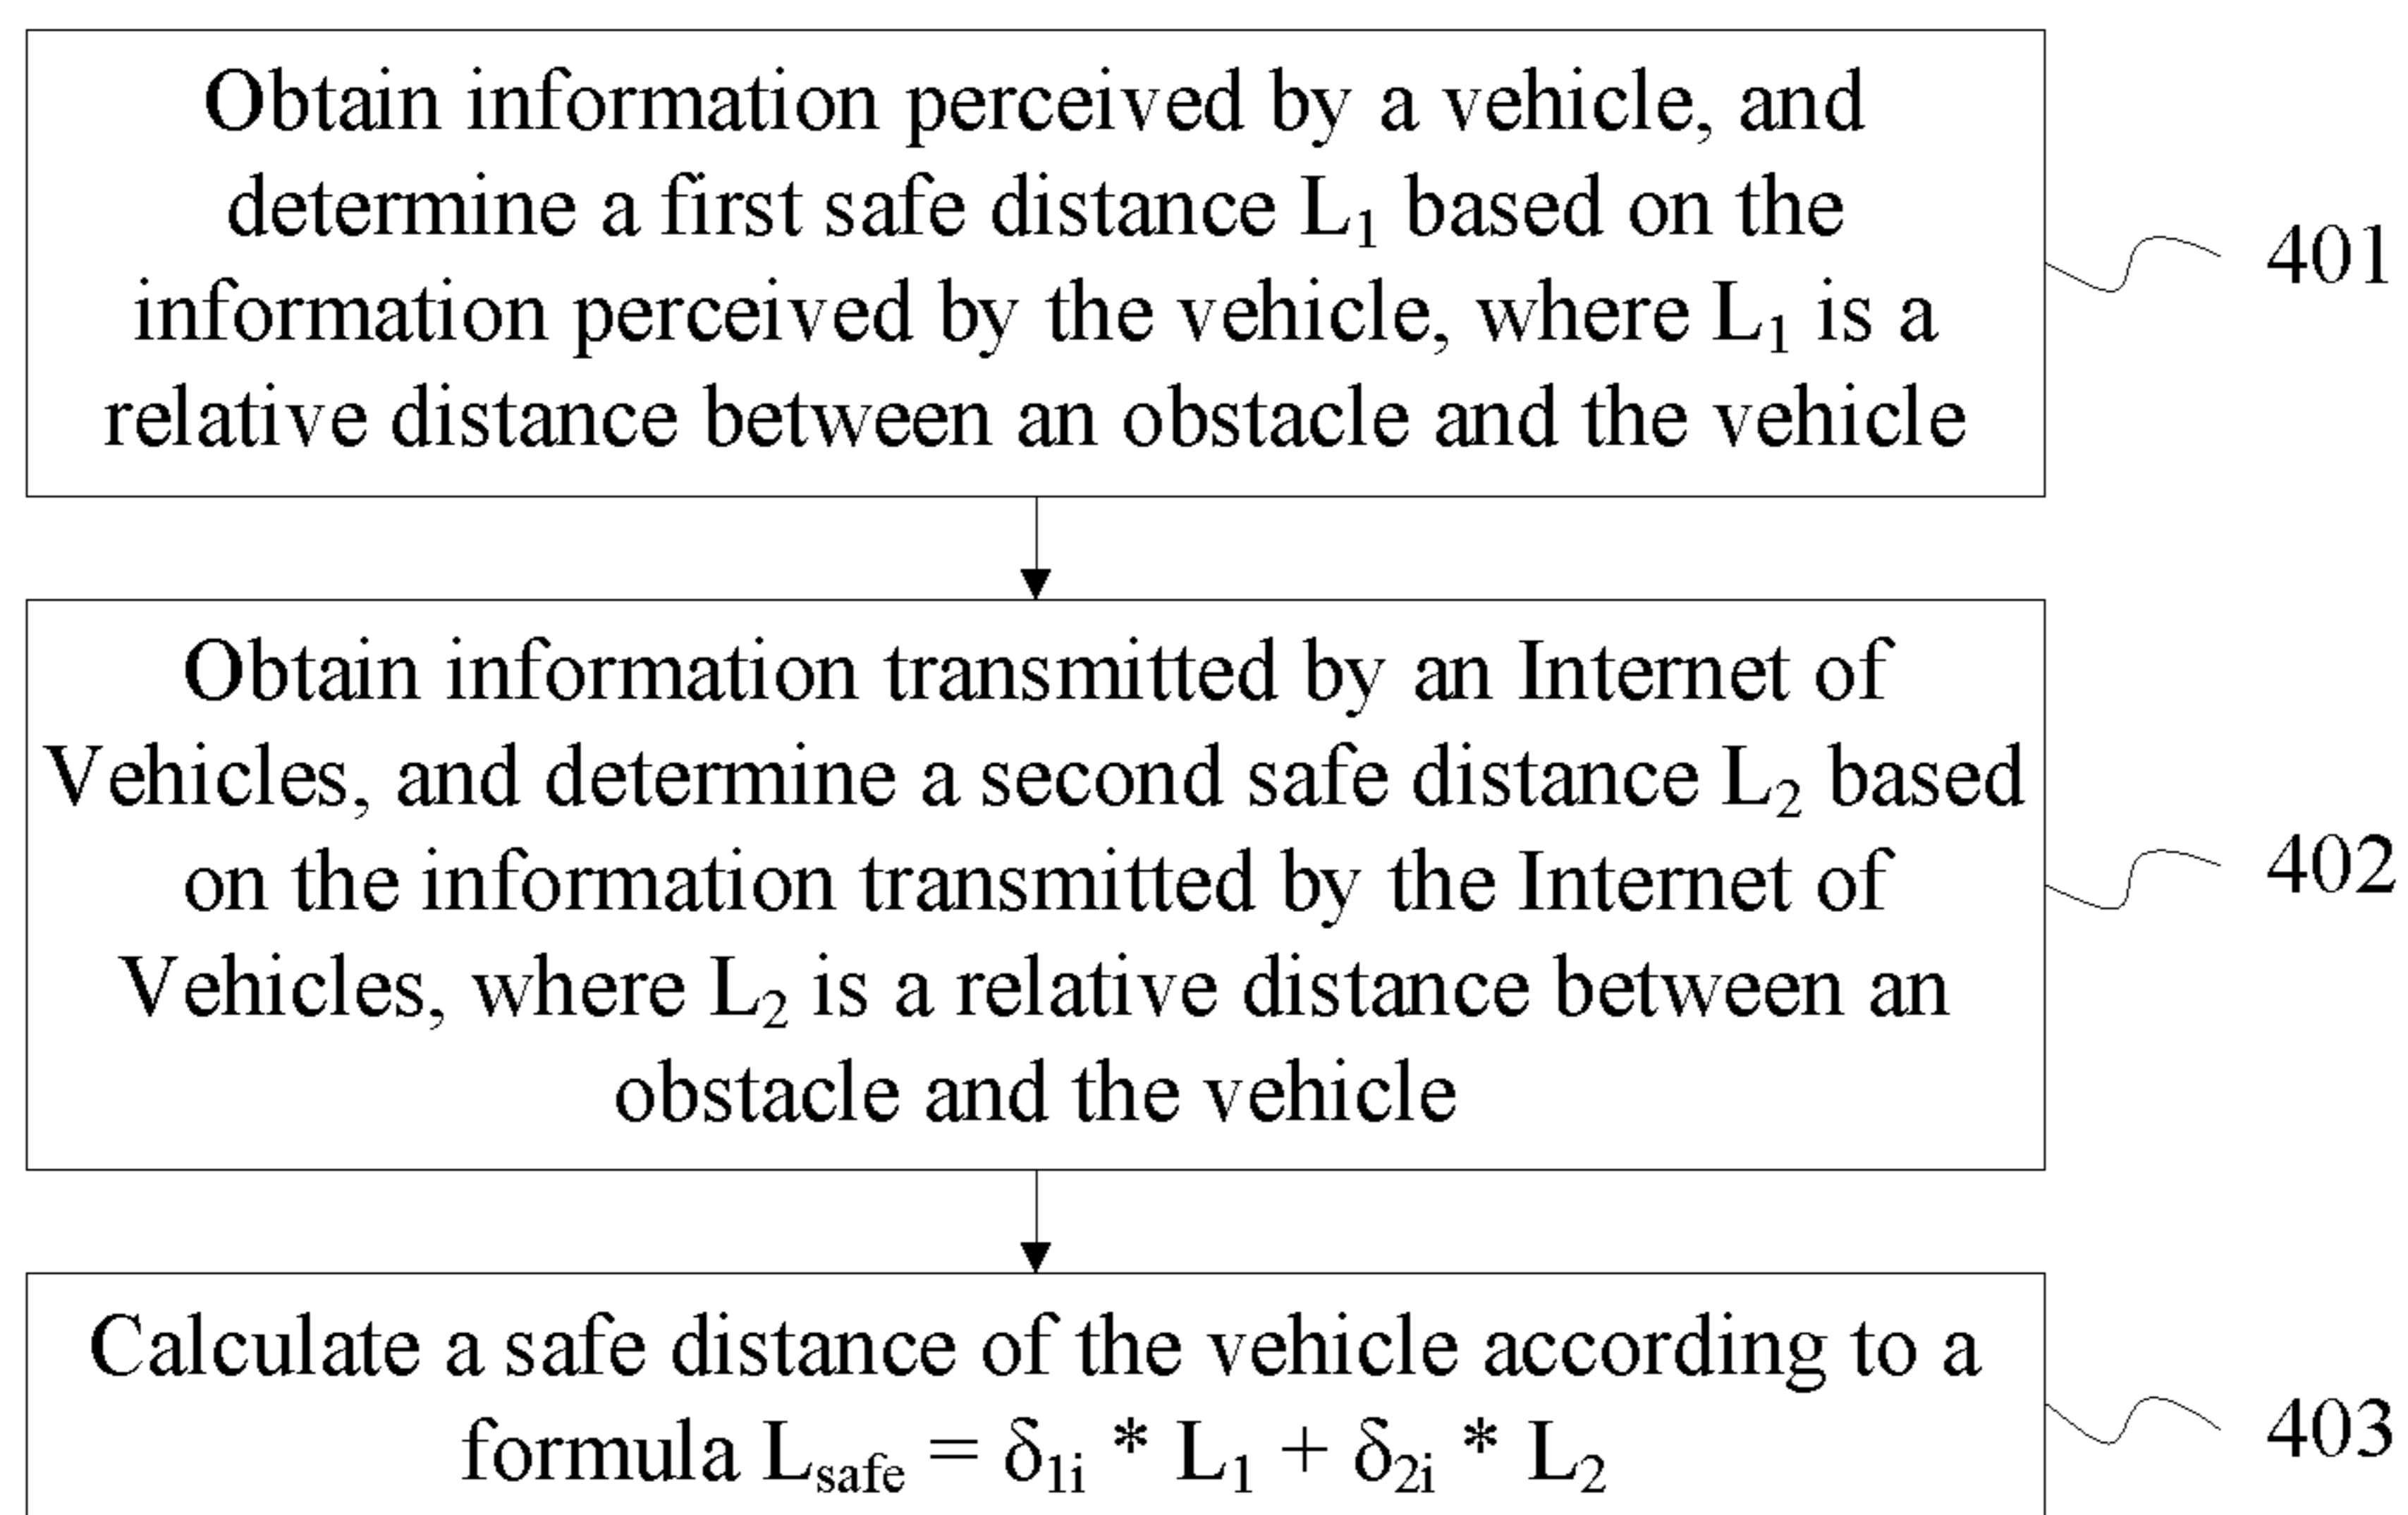 Obtain information perceived by a vehicle, and
determine a first safe distance L₁ based on the
information perceived by the vehicle, where L₁ is a
relative distance between an obstacle and the vehicle
401
Obtain information transmitted by an Internet of
Vehicles, and determine a second safe distance L₂ based
on the information transmitted by the Internet of
Vehicles, where L₂ is a relative distance between an
obstacle and the vehicle
402
Calculate a safe distance of the vehicle according to a
formula L_safe = δ₁ᵢ * L₁ + δ₂ᵢ * L₂
403